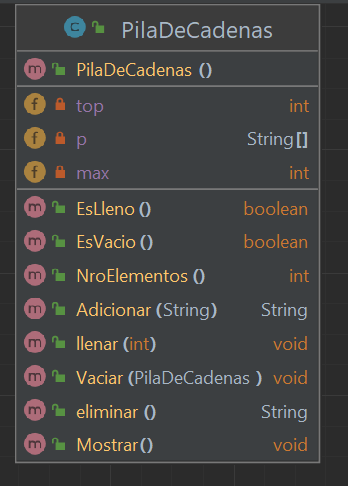 PilaDeCadenas
PilaDeCadenas ()
top int
p String[]
max int
EsLleno () boolean
EsVacio () boolean
NroElementos () int
Adicionar (String) String
llenar (int) void
Vaciar (PilaDeCadenas ) void
eliminar () String
Mostrar() void